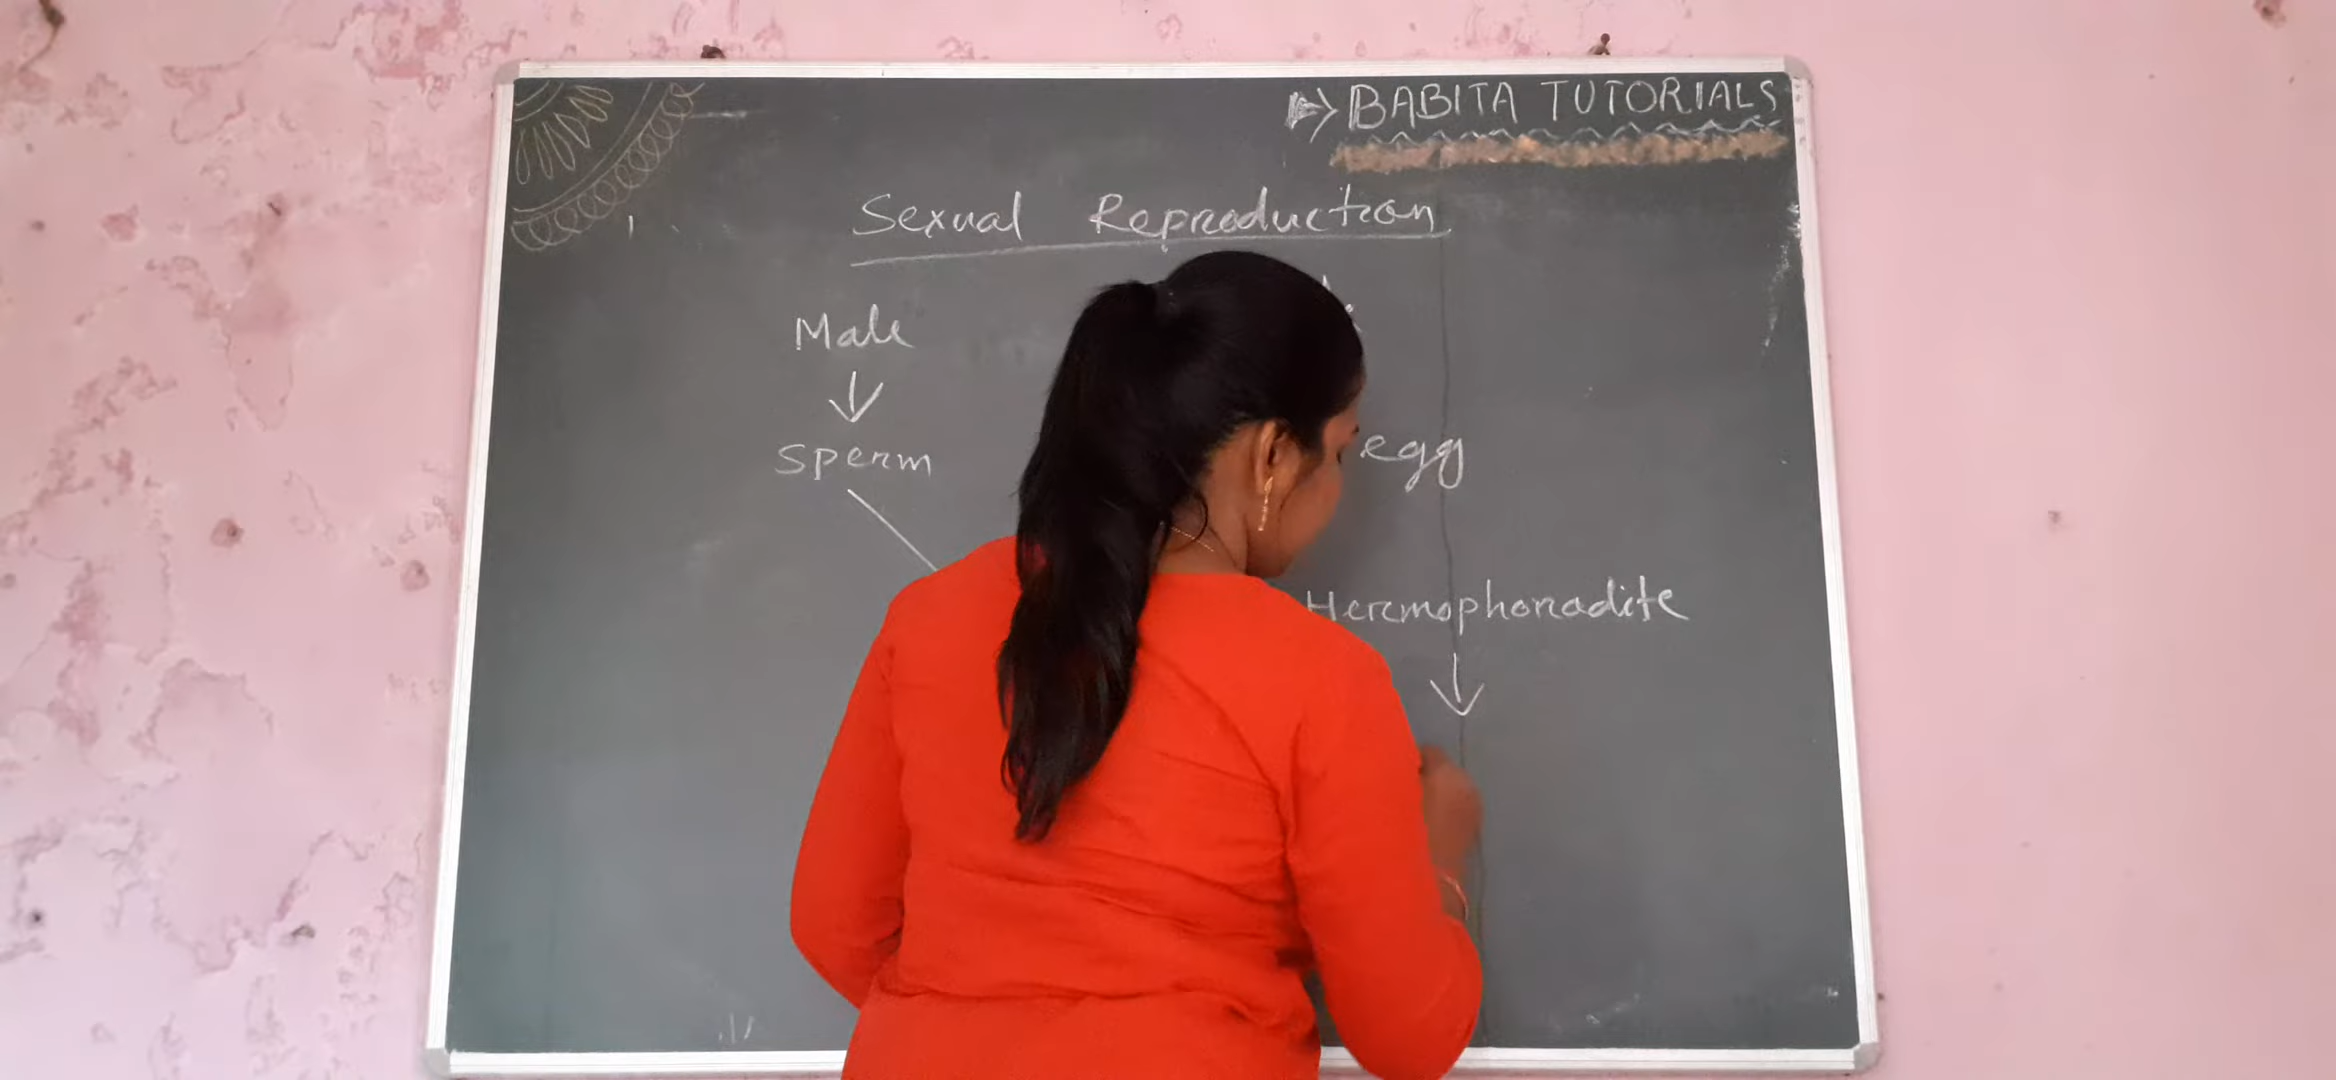 BABITA TUTORIALS
Sexual Reproduction
Male
Sperm
egg
Hermophoradite